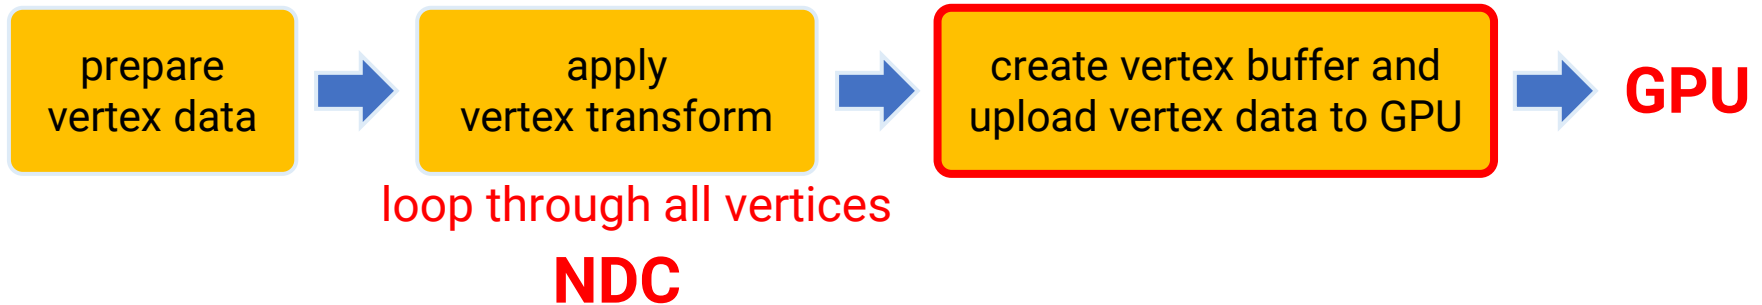 prepare
vertex data
apply
vertex transform
create vertex buffer and
upload vertex data to GPU
GPU
loop through all vertices
NDC